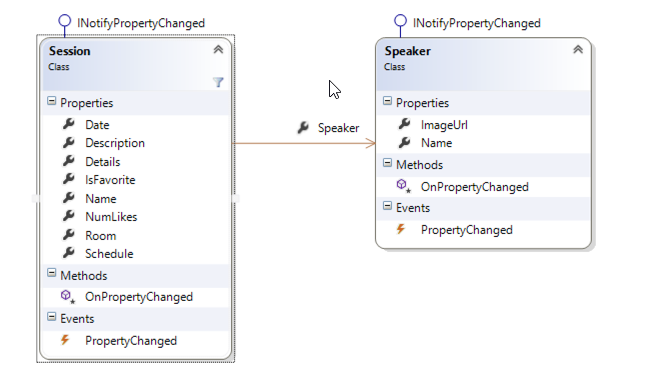 INotifyPropertyChanged
Session
Class
Properties
Date
Description
Details
IsFavorite
Name
NumLikes
Room
Schedule
Methods
OnPropertyChanged
Events
PropertyChanged
Speaker
INotifyPropertyChanged
Speaker
Class
Properties
ImageUrl
Name
Methods
OnPropertyChanged
Events
PropertyChanged